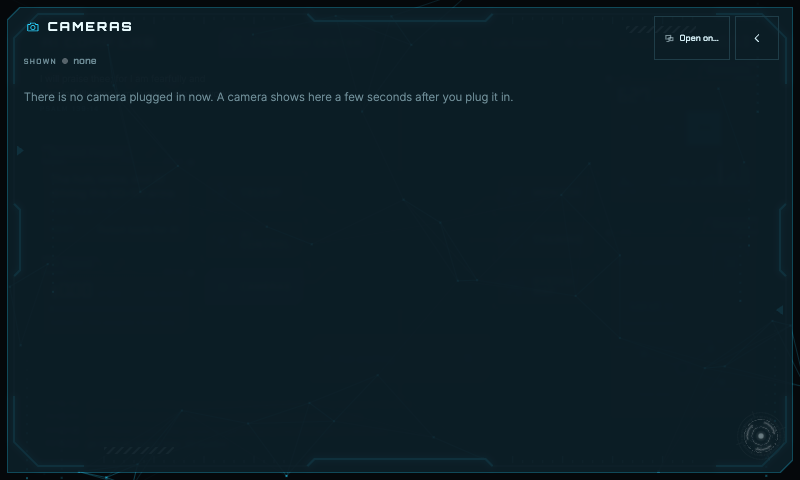 CAMERAS
Open on...
SHOWN none
There is no camera plugged in now. A camera shows here a few seconds after you plug it in.